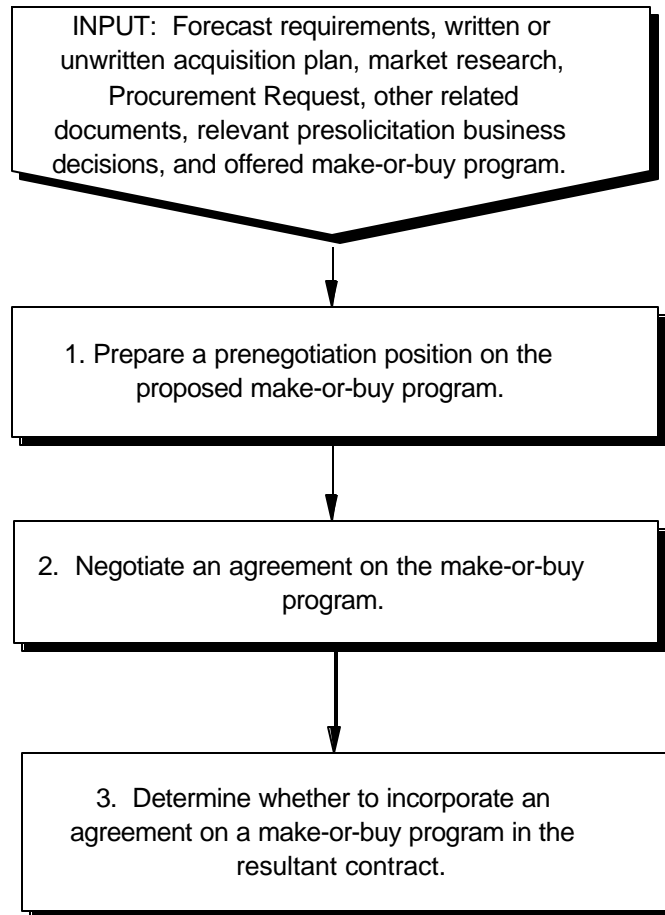 INPUT:  Forecast requirements, written or
unwritten acquisition plan, market research,
Procurement Request, other related
documents, relevant presolicitation business
decisions, and offered make-or-buy program.
1. Prepare a prenegotiation position on the
proposed make-or-buy program.
2.  Negotiate an agreement on the make-or-buy
program.
3.  Determine whether to incorporate an
agreement on a make-or-buy program in the
resultant contract.